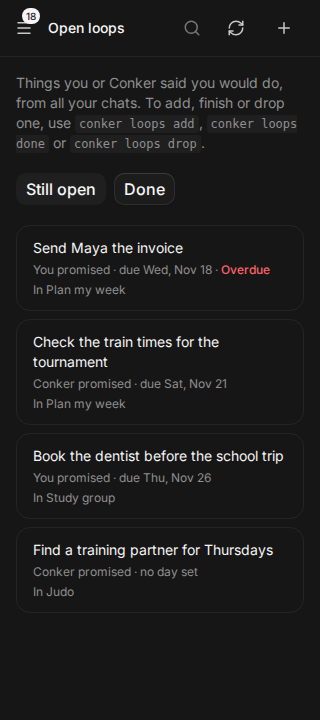 18
Open loops
Things you or Conker said you would do,
from all your chats. To add, finish or drop
one, use conker loops add, conker loops
done or conker loops drop.
Still open Done
Send Maya the invoice
You promised · due Wed, Nov 18 · Overdue
In Plan my week
Check the train times for the
tournament
Conker promised · due Sat, Nov 21
In Plan my week
Book the dentist before the school trip
You promised · due Thu, Nov 26
In Study group
Find a training partner for Thursdays
Conker promised · no day set
In Judo